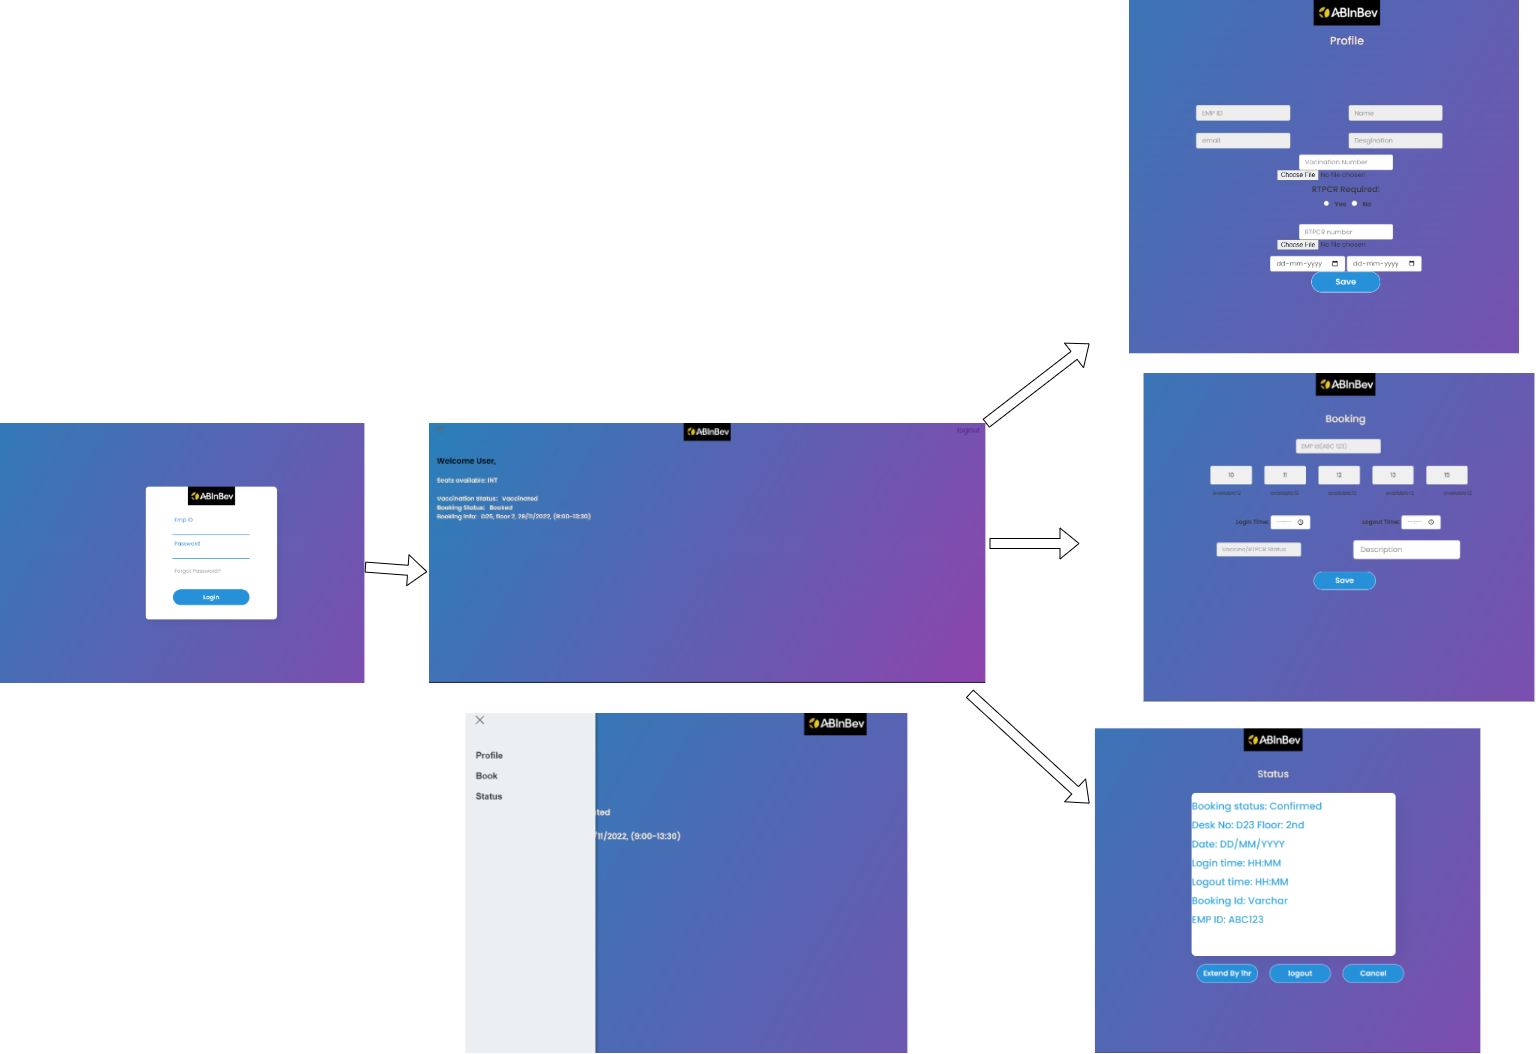 ABInBev
Emp ID
Password
Forgot Password?
Login
ABInBev
logout
Welcome User,
Seats available: INT
Vaccination Status: Vaccinated
Booking Status: Booked
Booking Info: D25, floor 2, 28/11/2022, (9:00-13:30)
ABInBev
Profile
Book
Status
ted
/11/2022, (9:00-13:30)
ABInBev
Profile
EMP ID Name
email Desgination
Vacination Number
Choose File No file chosen
RTPCR Required:
Yes No
RTPCR number
Choose File No file chosen
dd-mm-yyyy dd-mm-yyyy
Save
ABInBev
Booking
EMP id(ABC 123)
10 11 12 13 15
available:12 available:12 available:12 available:12 available:12
Login Time: --:-- Logout Time: --:--
Vaccine/RTPCR Status Description
Save
ABInBev
Status
Booking status: Confirmed
Desk No: D23 Floor: 2nd
Date: DD/MM/YYYY
Login time: HH:MM
Logout time: HH:MM
Booking Id: Varchar
EMP ID: ABC123
Extend By 1hr logout Cancel